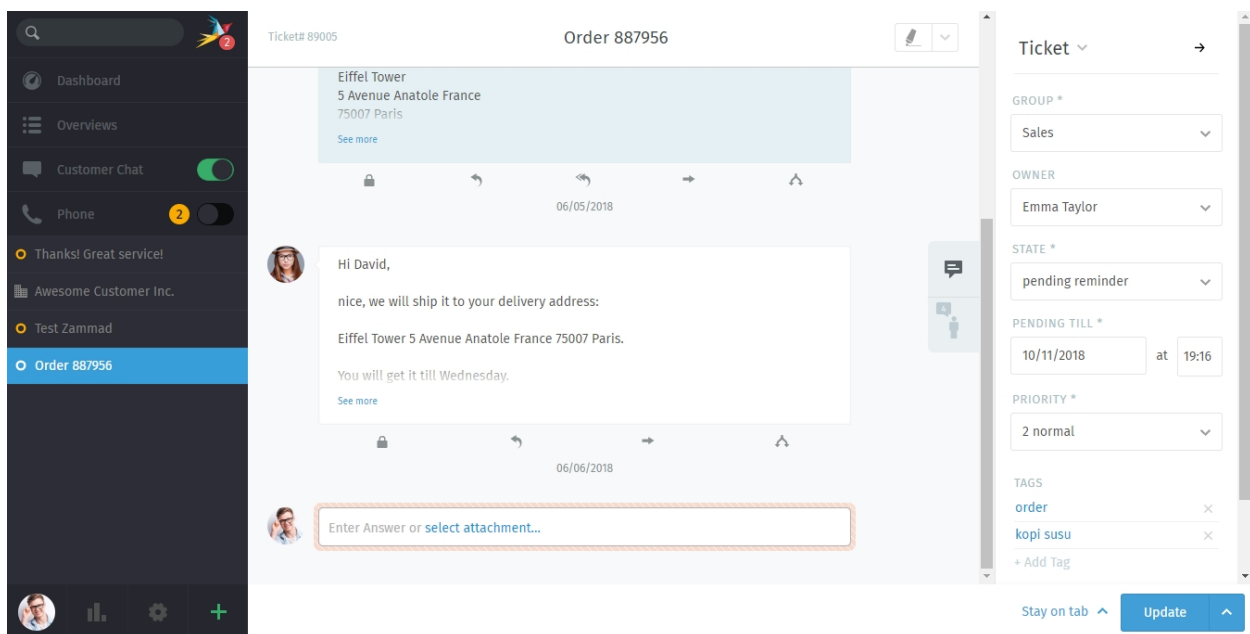 2
Dashboard
Overviews
Customer Chat
Phone 2
Thanks! Great service!
Awesome Customer Inc.
Test Zammad
Order 887956
Ticket# 89005
Order 887956
Eiffel Tower
5 Avenue Anatole France
75007 Paris
See more
06/05/2018
Hi David,
nice, we will ship it to your delivery address:
Eiffel Tower 5 Avenue Anatole France 75007 Paris.
You will get it till Wednesday.
See more
06/06/2018
Enter Answer or select attachment...
Ticket
GROUP *
Sales
OWNER
Emma Taylor
STATE *
pending reminder
PENDING TILL *
10/11/2018 at 19:16
PRIORITY *
2 normal
TAGS
order
kopi susu
+ Add Tag
Stay on tab
Update